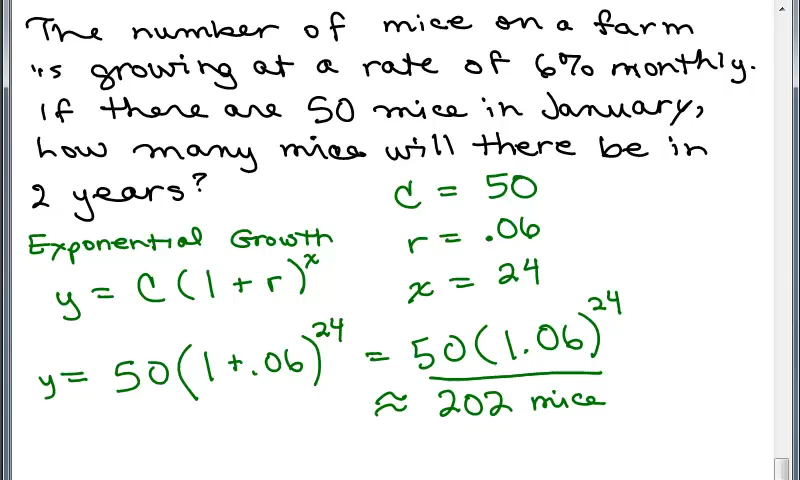 The number of mice on a farm
is growing at a rate of 6% monthly.
If there are 50 mice in January,
how many mice will there be in
2 years?
C = 50
Exponential Growth
r = .06
y = C(1 + r)^x
x = 24
y = 50(1+.06)^24 = 50(1.06)^24
≈ 202 mice